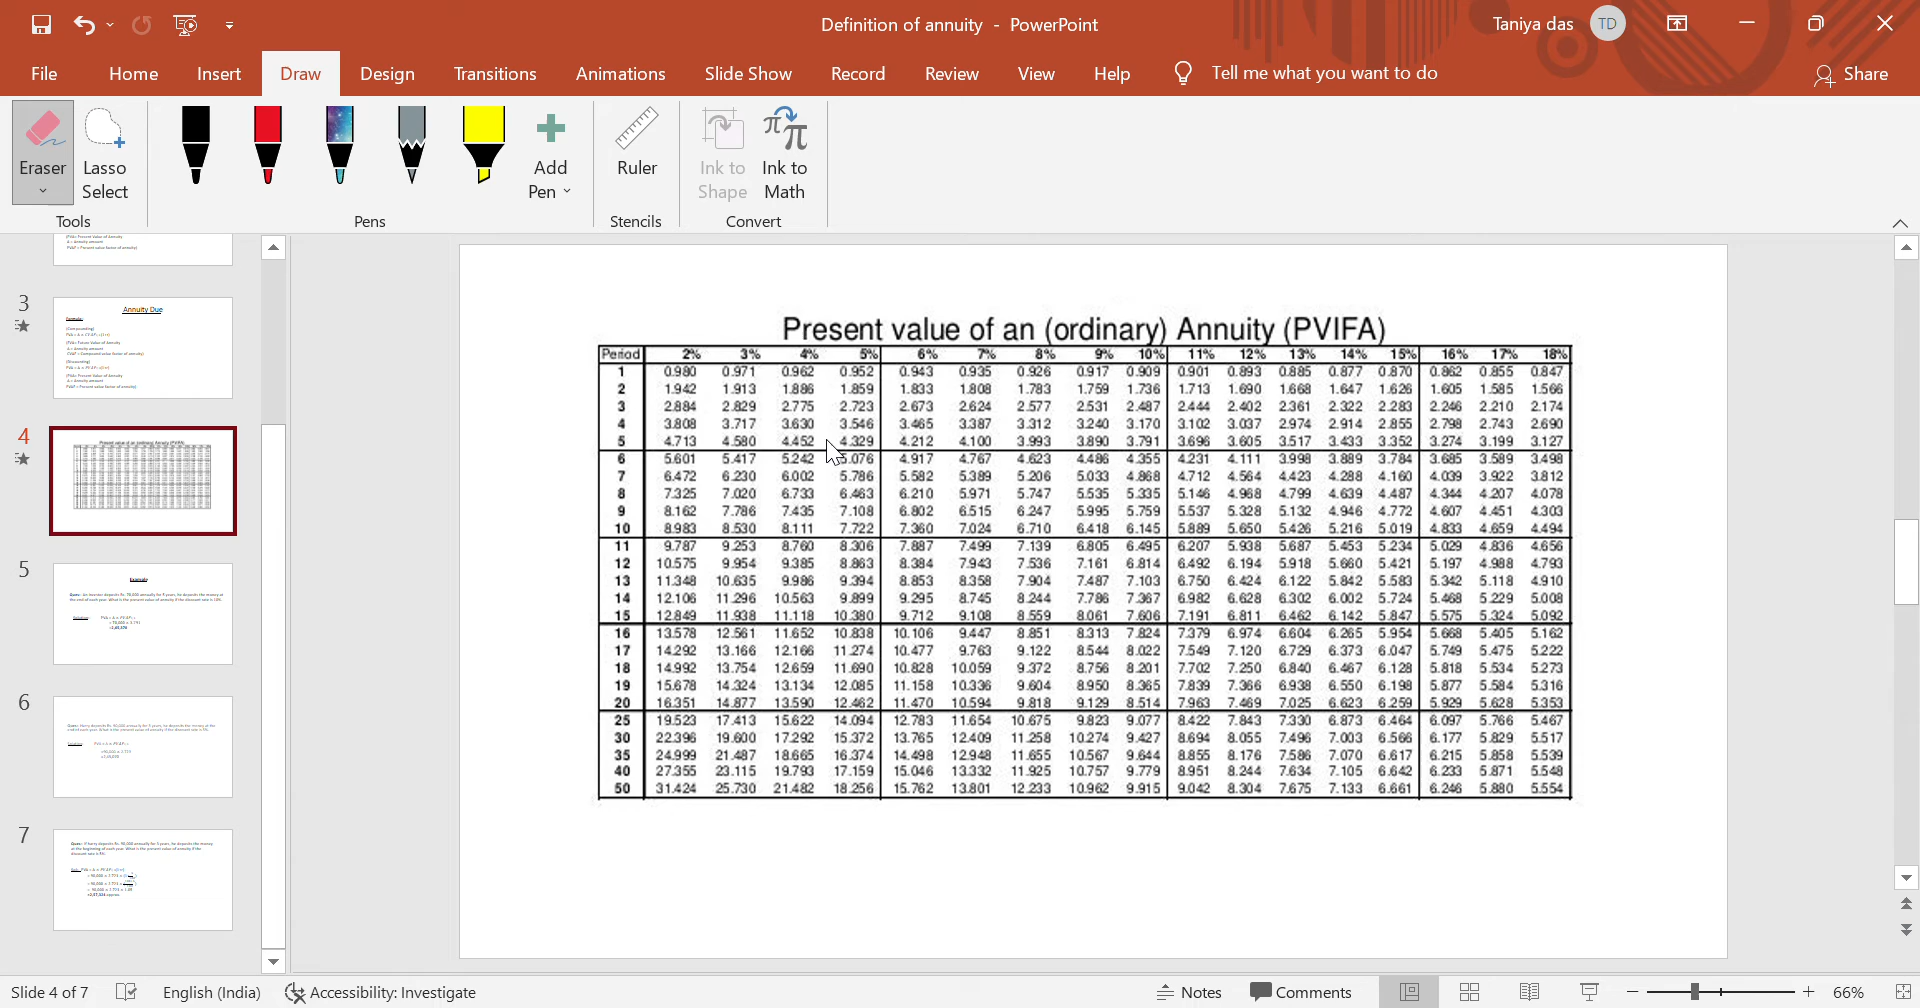 Definition of annuity - PowerPoint
Taniya das TD
File Home Insert Draw Design Transitions Animations Slide Show Record Review View Help Tell me what you want to do Share
Eraser Lasso Select Add Pen Ruler Ink to Shape Ink to Math
Tools Pens Stencils Convert
3
Annuity Due
4
5
Example
6
7
Present value of an (ordinary) Annuity (PVIFA)
Period 2% 3% 4% 5% 6% 7% 8% 9% 10% 11% 12% 13% 14% 15% 16% 17% 18%
1 0.980 0.971 0.962 0.952 0.943 0.935 0.926 0.917 0.909 0.901 0.893 0.885 0.877 0.870 0.862 0.855 0.847
2 1.942 1.913 1.886 1.859 1.833 1.808 1.783 1.759 1.736 1.713 1.690 1.668 1.647 1.626 1.605 1.585 1.566
3 2.884 2.829 2.775 2.723 2.673 2.624 2.577 2.531 2.487 2.444 2.402 2.361 2.322 2.283 2.246 2.210 2.174
4 3.808 3.717 3.630 3.546 3.465 3.387 3.312 3.240 3.170 3.102 3.037 2.974 2.914 2.855 2.798 2.743 2.690
5 4.713 4.580 4.452 4.329 4.212 4.100 3.993 3.890 3.791 3.696 3.605 3.517 3.433 3.352 3.274 3.199 3.127
6 5.601 5.417 5.242 5.076 4.917 4.767 4.623 4.486 4.355 4.231 4.111 3.998 3.889 3.784 3.685 3.589 3.498
7 6.472 6.230 6.002 5.786 5.582 5.389 5.206 5.033 4.868 4.712 4.564 4.423 4.288 4.160 4.039 3.922 3.812
8 7.325 7.020 6.733 6.463 6.210 5.971 5.747 5.535 5.335 5.146 4.968 4.799 4.639 4.487 4.344 4.207 4.078
9 8.162 7.786 7.435 7.108 6.802 6.515 6.247 5.995 5.759 5.537 5.328 5.132 4.946 4.772 4.607 4.451 4.303
10 8.983 8.530 8.111 7.722 7.360 7.024 6.710 6.418 6.145 5.889 5.650 5.426 5.216 5.019 4.833 4.659 4.494
11 9.787 9.253 8.760 8.306 7.887 7.499 7.139 6.805 6.495 6.207 5.938 5.687 5.453 5.234 5.029 4.836 4.656
12 10.575 9.954 9.385 8.863 8.384 7.943 7.536 7.161 6.814 6.492 6.194 5.918 5.660 5.421 5.197 4.988 4.793
13 11.348 10.635 9.986 9.394 8.853 8.358 7.904 7.487 7.103 6.750 6.424 6.122 5.842 5.583 5.342 5.118 4.910
14 12.106 11.296 10.563 9.899 9.295 8.745 8.244 7.786 7.367 6.982 6.628 6.302 6.002 5.724 5.468 5.229 5.008
15 12.849 11.938 11.118 10.380 9.712 9.108 8.559 8.061 7.606 7.191 6.811 6.462 6.142 5.847 5.575 5.324 5.092
16 13.578 12.561 11.652 10.838 10.106 9.447 8.851 8.313 7.824 7.379 6.974 6.604 6.265 5.954 5.668 5.405 5.162
17 14.292 13.166 12.166 11.274 10.477 9.763 9.122 8.544 8.022 7.549 7.120 6.729 6.373 6.047 5.749 5.475 5.222
18 14.992 13.754 12.659 11.690 10.828 10.059 9.372 8.756 8.201 7.702 7.250 6.840 6.467 6.128 5.818 5.534 5.273
19 15.678 14.324 13.134 12.085 11.158 10.336 9.604 8.950 8.365 7.839 7.366 6.938 6.550 6.198 5.877 5.584 5.316
20 16.351 14.877 13.590 12.462 11.470 10.594 9.818 9.129 8.514 7.963 7.469 7.025 6.623 6.259 5.929 5.628 5.353
25 19.523 17.413 15.622 14.094 12.783 11.654 10.675 9.823 9.077 8.422 7.843 7.330 6.873 6.464 6.097 5.766 5.467
30 22.396 19.600 17.292 15.372 13.765 12.409 11.258 10.274 9.427 8.694 8.055 7.496 7.003 6.566 6.177 5.829 5.517
35 24.999 21.487 18.665 16.374 14.498 12.948 11.655 10.567 9.644 8.855 8.176 7.586 7.070 6.617 6.215 5.858 5.539
40 27.355 23.115 19.793 17.159 15.046 13.332 11.925 10.757 9.779 8.951 8.244 7.634 7.105 6.642 6.233 5.871 5.548
50 31.424 25.730 21.482 18.256 15.762 13.801 12.233 10.962 9.915 9.042 8.304 7.675 7.133 6.661 6.246 5.880 5.554
Slide 4 of 7 English (India) Accessibility: Investigate Notes Comments 66%